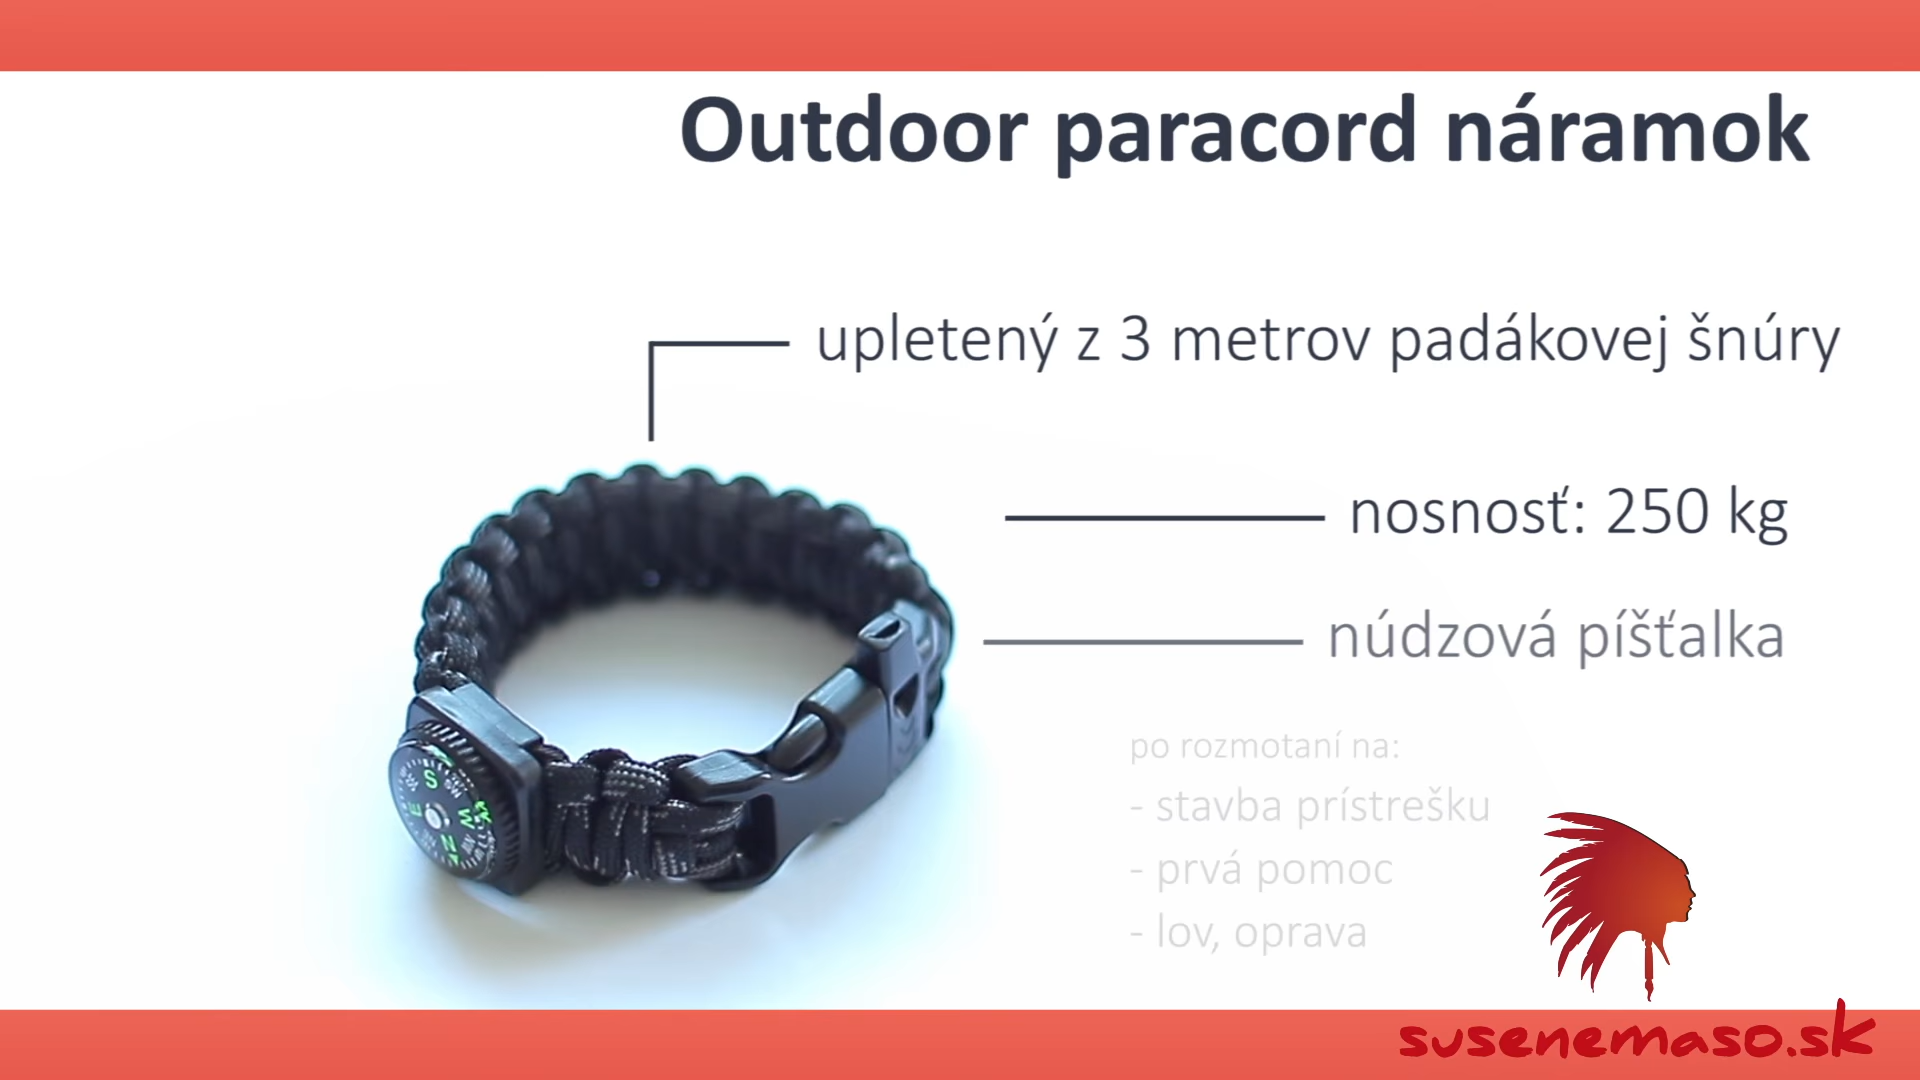 Outdoor paracord náramok
upletený z 3 metrov padákovej šnúry
nosnosť: 250 kg
núdzová píšťalka
po rozmotaní na:
- stavba prístrešku
- prvá pomoc
- lov, oprava
S
E
W
N
susenemaso.sk